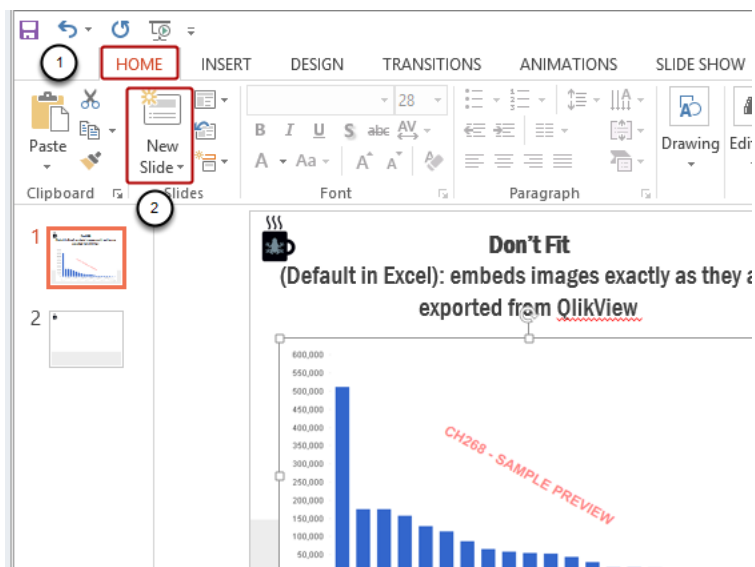 1
HOME
INSERT
DESIGN
TRANSITIONS
ANIMATIONS
SLIDE SHOW
Paste
New
Slide
28
B I U S abc AV
A Aa A A
Drawing
Clipboard
Slides
Font
Paragraph
2
1
2
Don't Fit
(Default in Excel): embeds images exactly as they
exported from QlikView
600,000
550,000
500,000
450,000
400,000
350,000
300,000
250,000
200,000
150,000
100,000
50,000
CH268 - SAMPLE PREVIEW